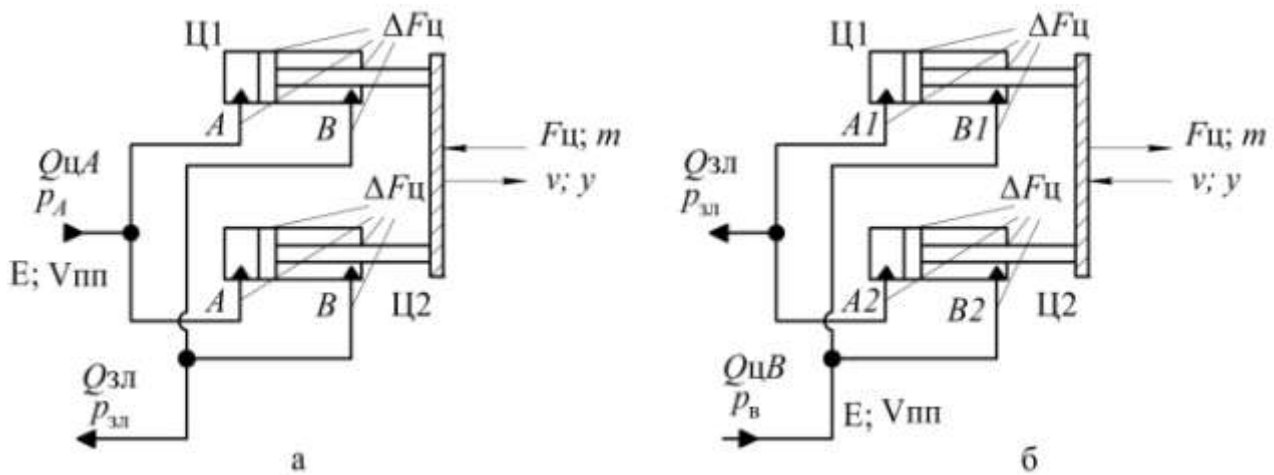 Ц1
ΔFц
A
B
QцA
pA
E; Vпп
Fц; m
v; y
ΔFц
A
B
Ц2
Qзл
pзл
а
Ц1
ΔFц
A1
B1
Qзл
pзл
Fц; m
v; y
ΔFц
A2
B2
Ц2
QцB
pв
E; Vпп
б